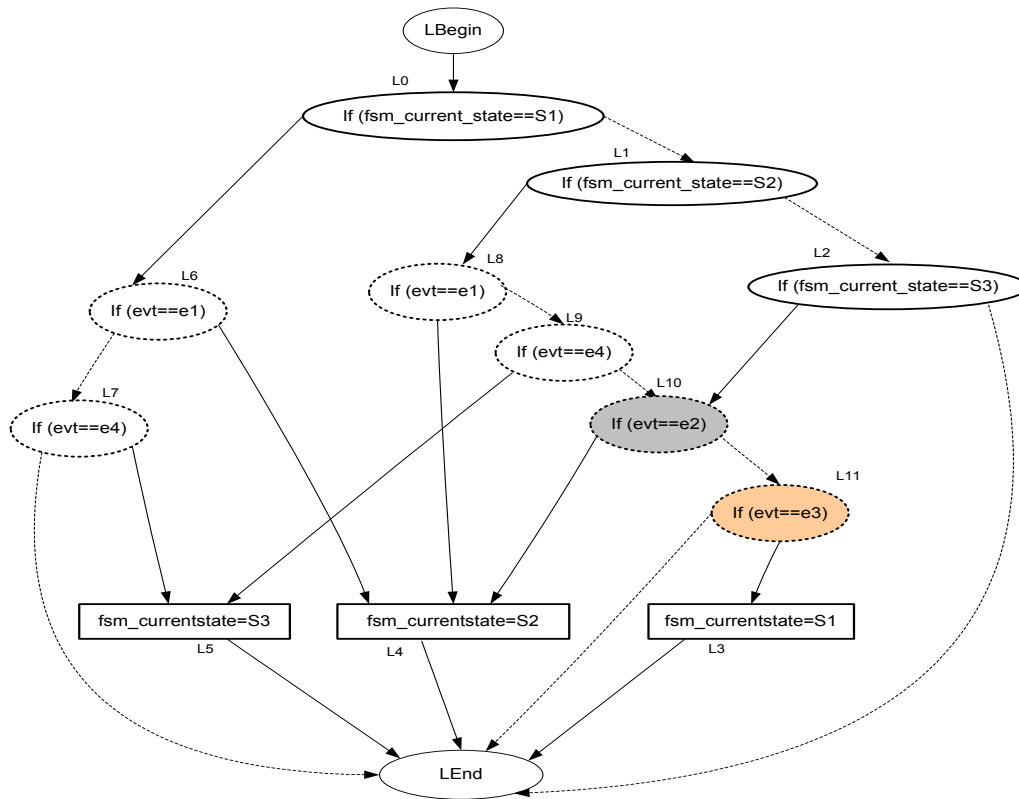 LBegin
L0
If (fsm_current_state==S1)
L1
If (fsm_current_state==S2)
L2
If (fsm_current_state==S3)
L6
If (evt==e1)
L8
If (evt==e1)
L9
If (evt==e4)
L7
If (evt==e4)
L10
If (evt==e2)
L11
If (evt==e3)
fsm_currentstate=S3
fsm_currentstate=S2
fsm_currentstate=S1
L5
L4
L3
LEnd